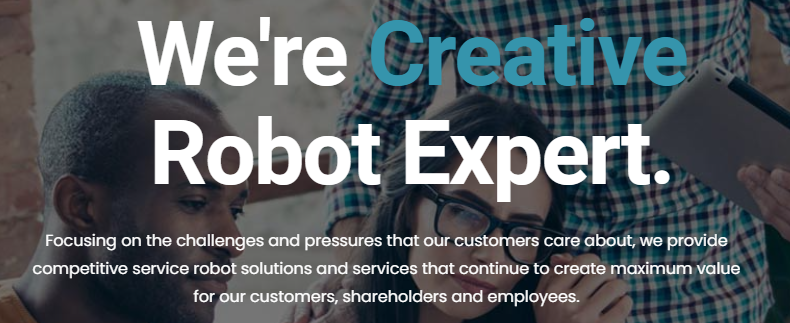 We're Creative
Robot Expert.
Focusing on the challenges and pressures that our customers care about, we provide
competitive service robot solutions and services that continue to create maximum value
for our customers, shareholders and employees.